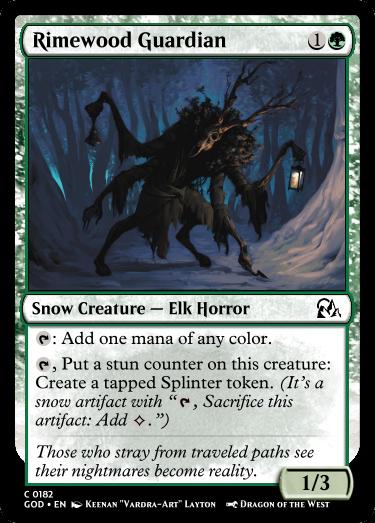 Rimewood Guardian 1
Snow Creature — Elk Horror
: Add one mana of any color.
, Put a stun counter on this creature:
Create a tapped Splinter token. (It's a
snow artifact with “, Sacrifice this
artifact: Add .”)
Those who stray from traveled paths see
their nightmares become reality.
1/3
C 0182
GOD • EN Keenan "Vardra-Art" Layton Dragon of the West